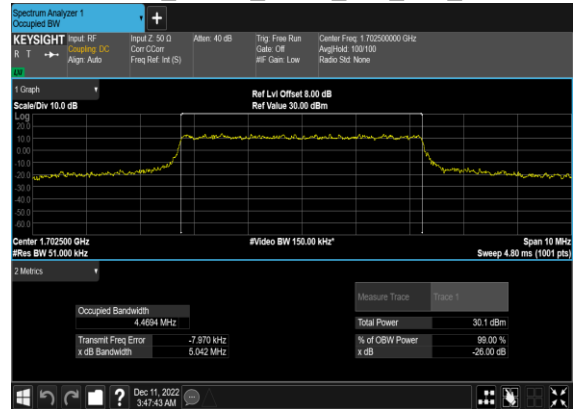 Spectrum Analyzer 1
Occupied BW
+
KEYSIGHT Input: RF Input Z: 50 Ω Atten: 40 dB Trig: Free Run Center Freq: 1.702500000 GHz
R T Coupling: DC Corr CCorr Gate: Off Avg|Hold: 100/100
Align: Auto Freq Ref: Int (S) #IF Gain: Low Radio Std: None
1 Graph
Ref Lvl Offset 8.00 dB
Scale/Div 10.0 dB Ref Value 30.00 dBm
Log
20.0
10.0
0.00
-10.0
-20.0
-30.0
-40.0
-50.0
-60.0
Center 1.702500 GHz #Video BW 150.00 kHz* Span 10 MHz
#Res BW 51.000 kHz Sweep 4.80 ms (1001 pts)
2 Metrics
Measure Trace Trace 1
Occupied Bandwidth
4.4694 MHz Total Power 30.1 dBm
Transmit Freq Error -7.970 kHz % of OBW Power 99.00 %
x dB Bandwidth 5.042 MHz x dB -26.00 dB
? Dec 11, 2022
3:47:43 AM